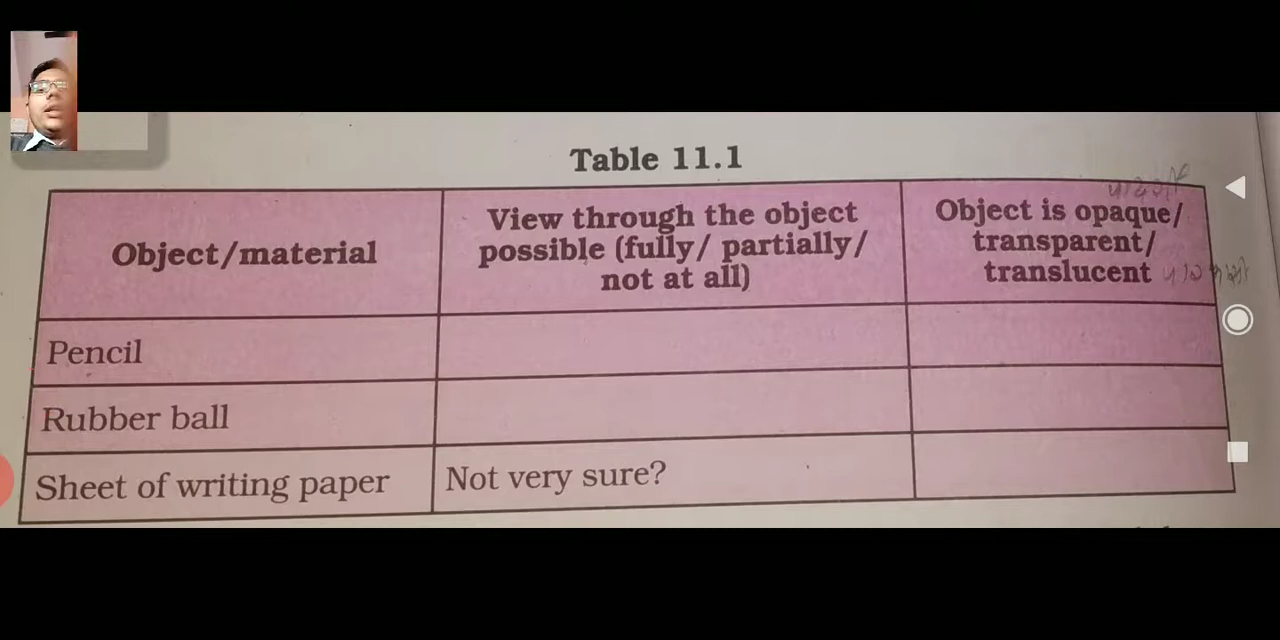 Table 11.1
Object/material
View through the object
possible (fully/ partially/
not at all)
Object is opaque/
transparent/
translucent
Pencil
Rubber ball
Sheet of writing paper
Not very sure?